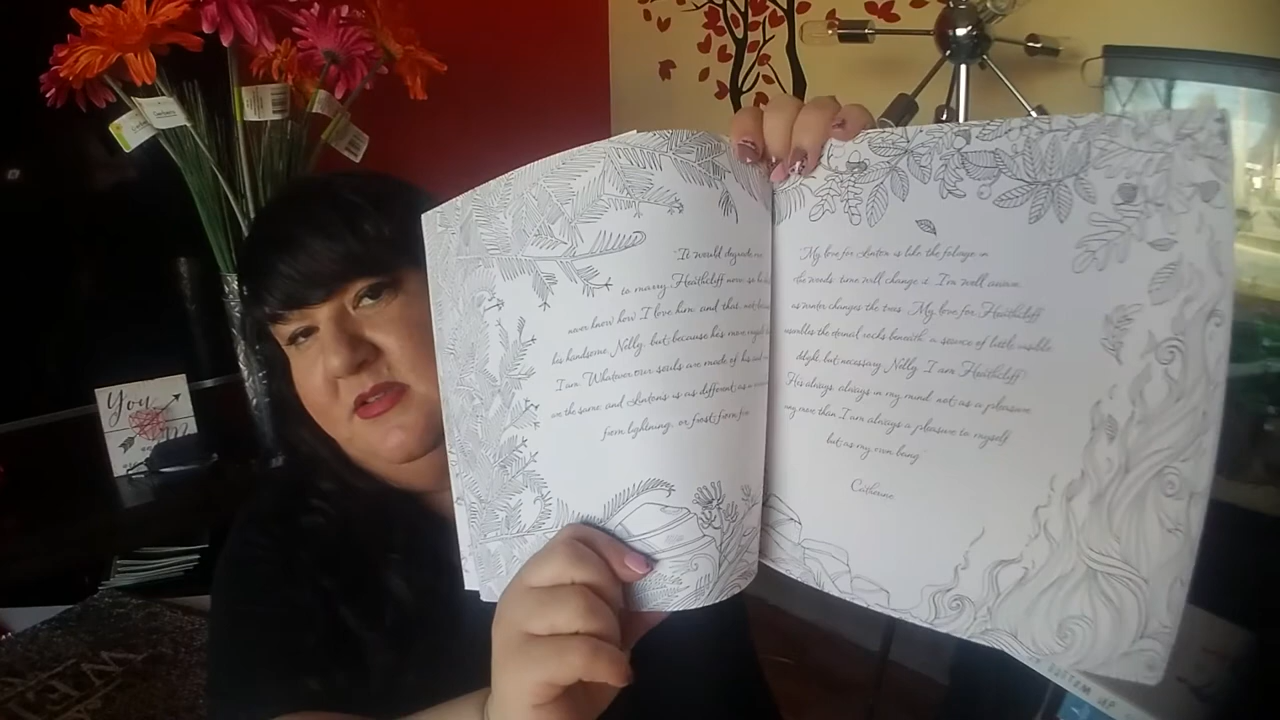 "It would degrade me
to marry Heathcliff now, so he
never know how I love him; and that, not
his handsome, Nelly, but because he's more myself
I am. Whatever our souls are made of, his and
are the same, and Linton's is as different as a
from lightning, or frost from fire
"My love for Linton is like the foliage in
the woods: time will change it, I'm well aware,
as winter changes the trees. My love for Heathcliff
resembles the eternal rocks beneath: a source of little visible
delight, but necessary. Nelly, I am Heathcliff!
He's always, always in my mind: not as a pleasure,
any more than I am always a pleasure to myself,
but as my own being."
Catherine
You
BOTTOM UP